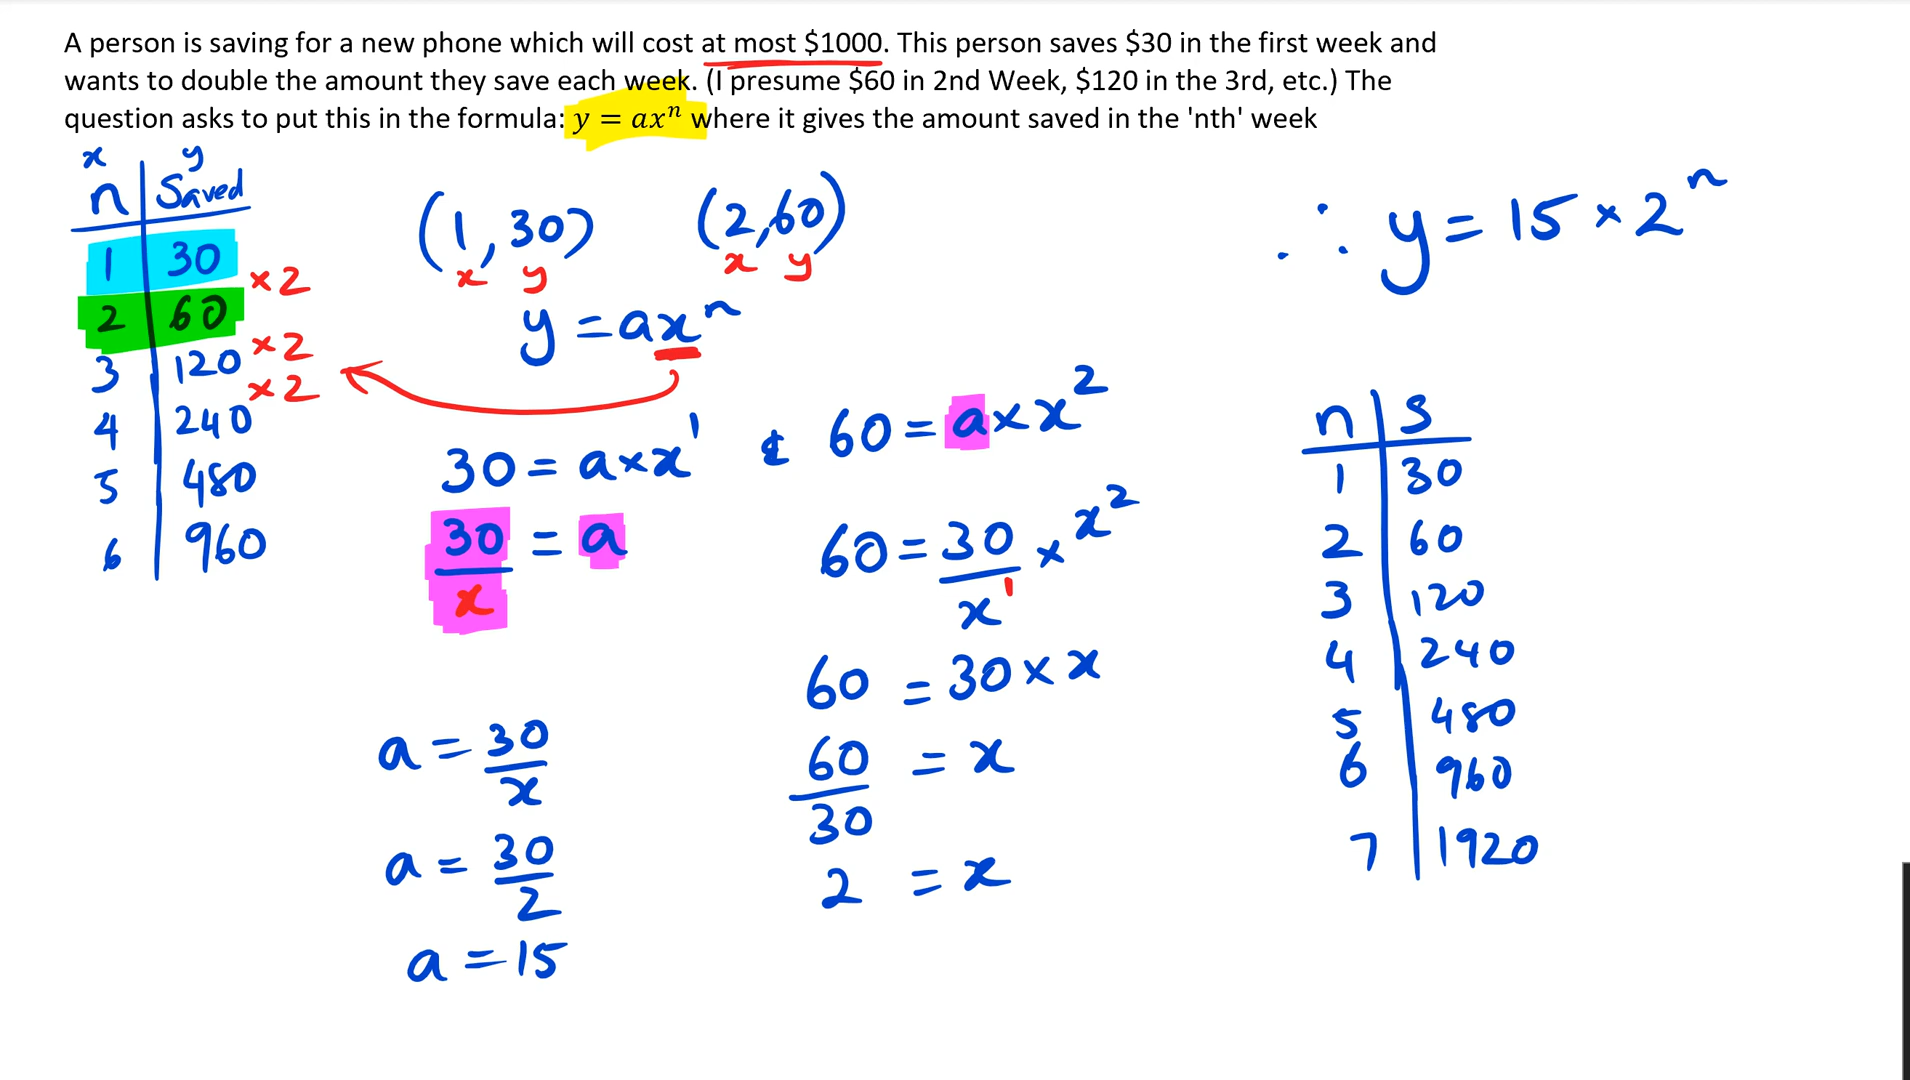 A person is saving for a new phone which will cost at most $1000. This person saves $30 in the first week and
wants to double the amount they save each week. (I presume $60 in 2nd Week, $120 in the 3rd, etc.) The
question asks to put this in the formula: y = axⁿ where it gives the amount saved in the 'nth' week
x y
n Saved
1 30
×2
2 60
×2
3 120
×2
4 240
5 480
6 960
(1, 30) (2, 60)
x y x y
y = axⁿ
30 = a×x¹ & 60 = a×x²
30/x = a
60 = 30/x¹ × x²
60 = 30 × x
60/30 = x
2 = x
a = 30/x
a = 30/2
a = 15
∴ y = 15 × 2ⁿ
n S
1 30
2 60
3 120
4 240
5 480
6 960
7 1920